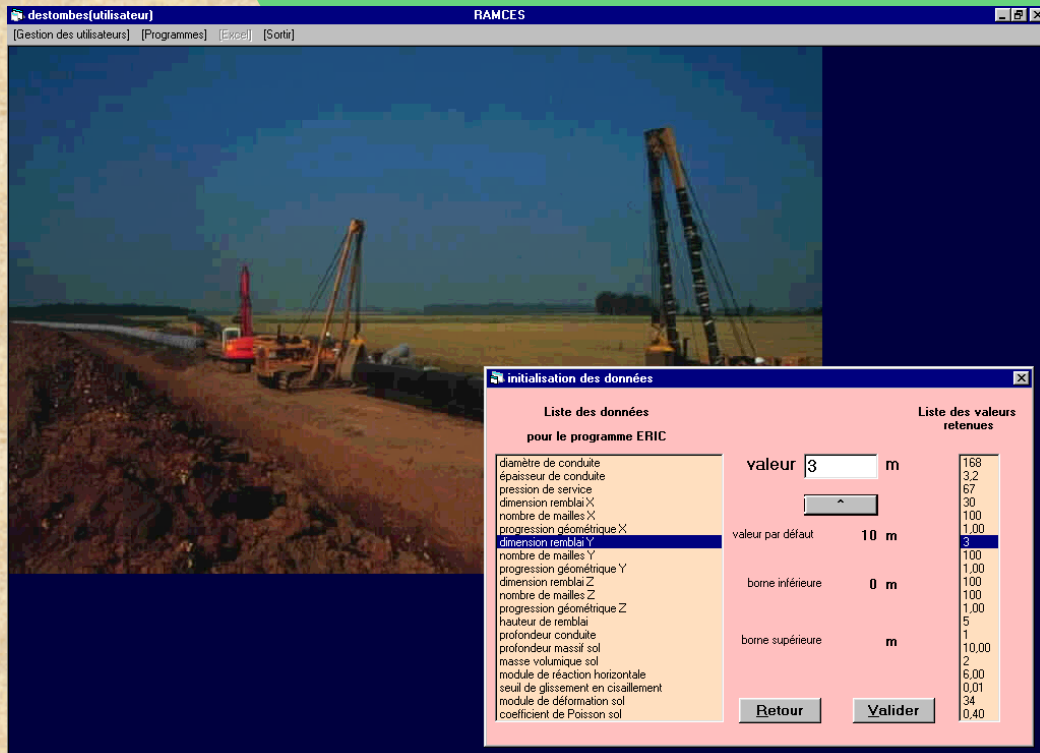 destombes(utilisateur) RAMCES
[Gestion des utilisateurs] [Programmes] [Excel] [Sortir]
initialisation des données
Liste des données
pour le programme ERIC
diamètre de conduite
épaisseur de conduite
pression de service
dimension remblai X
nombre de mailles X
progression géométrique X
dimension remblai Y
nombre de mailles Y
progression géométrique Y
dimension remblai Z
nombre de mailles Z
progression géométrique Z
hauteur de remblai
profondeur conduite
profondeur massif sol
masse volumique sol
module de réaction horizontale
seuil de glissement en cisaillement
module de déformation sol
coefficient de Poisson sol
valeur 3 m
^
valeur par défaut 10 m
borne inférieure 0 m
borne supérieure m
Retour Valider
Liste des valeurs
retenues
168
3,2
67
30
100
1,00
3
100
1,00
100
100
1,00
5
1
10,00
2
6,00
0,01
34
0,40